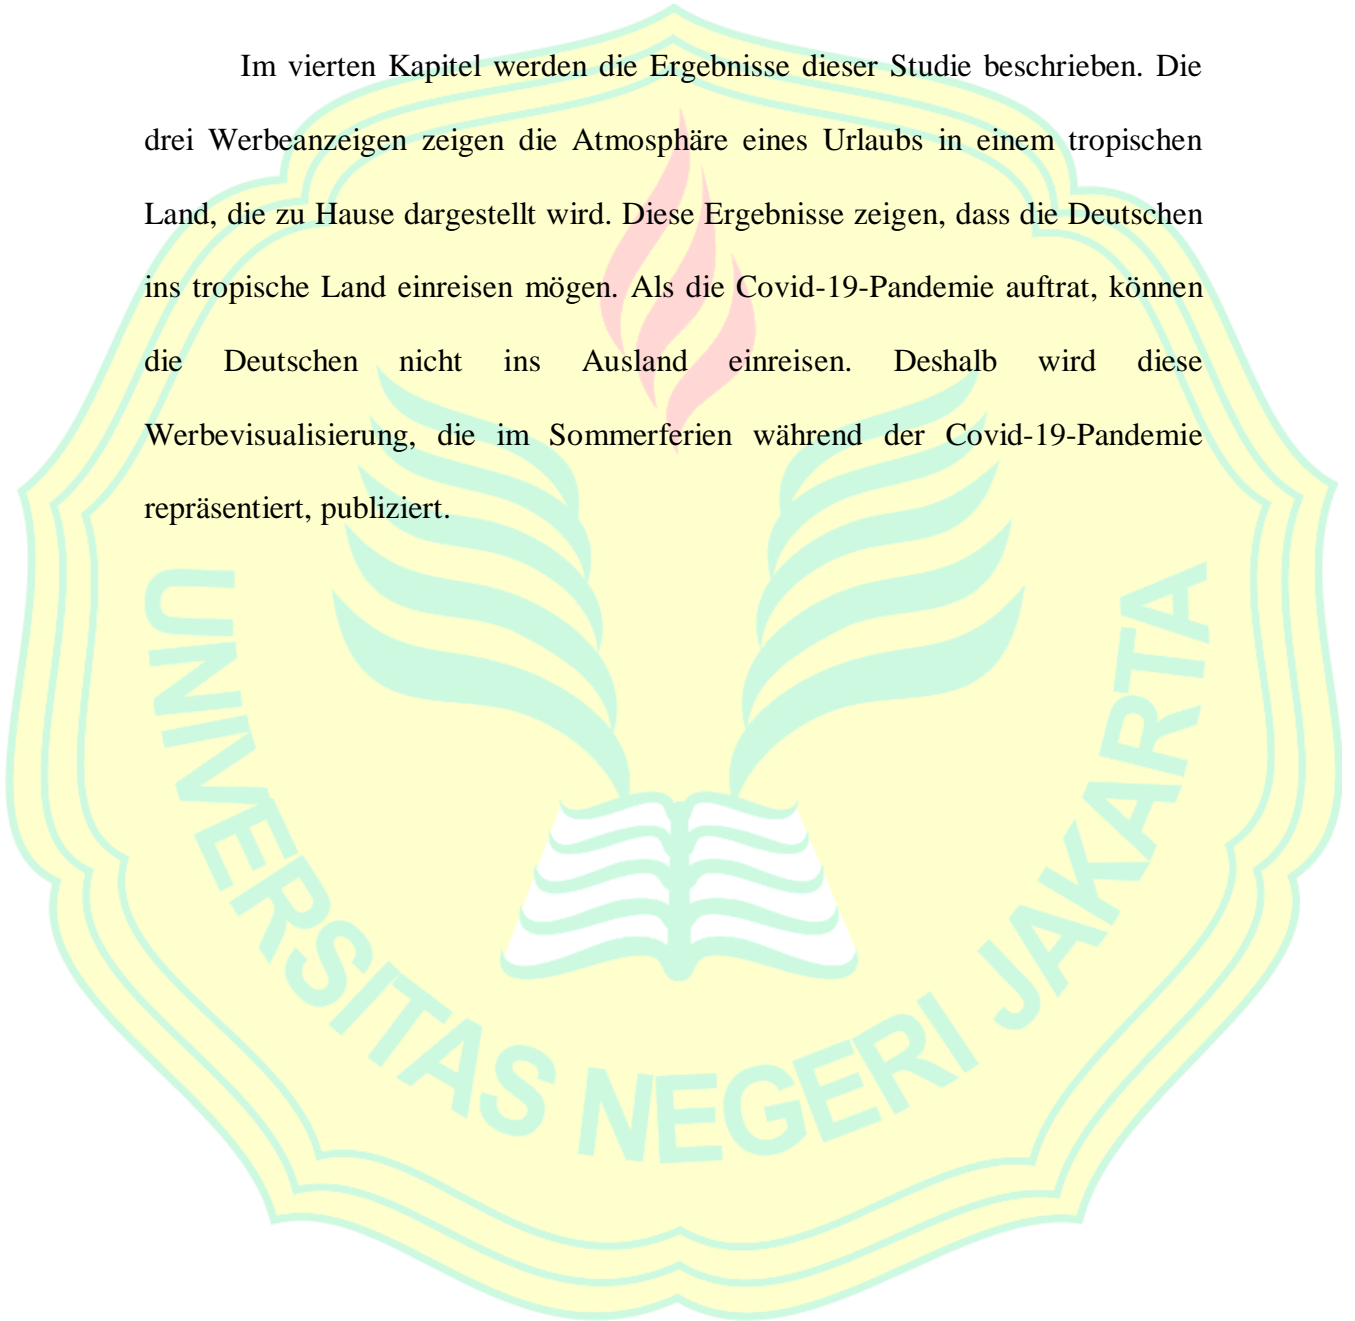 Im vierten Kapitel werden die Ergebnisse dieser Studie beschrieben. Die
drei Werbeanzeigen zeigen die Atmosphäre eines Urlaubs in einem tropischen
Land, die zu Hause dargestellt wird. Diese Ergebnisse zeigen, dass die Deutschen
ins tropische Land einreisen mögen. Als die Covid-19-Pandemie auftrat, können
die Deutschen nicht ins Ausland einreisen. Deshalb wird diese
Werbevisualisierung, die im Sommerferien während der Covid-19-Pandemie
repräsentiert, publiziert.
UNIVERSITAS NEGERI JAKARTA